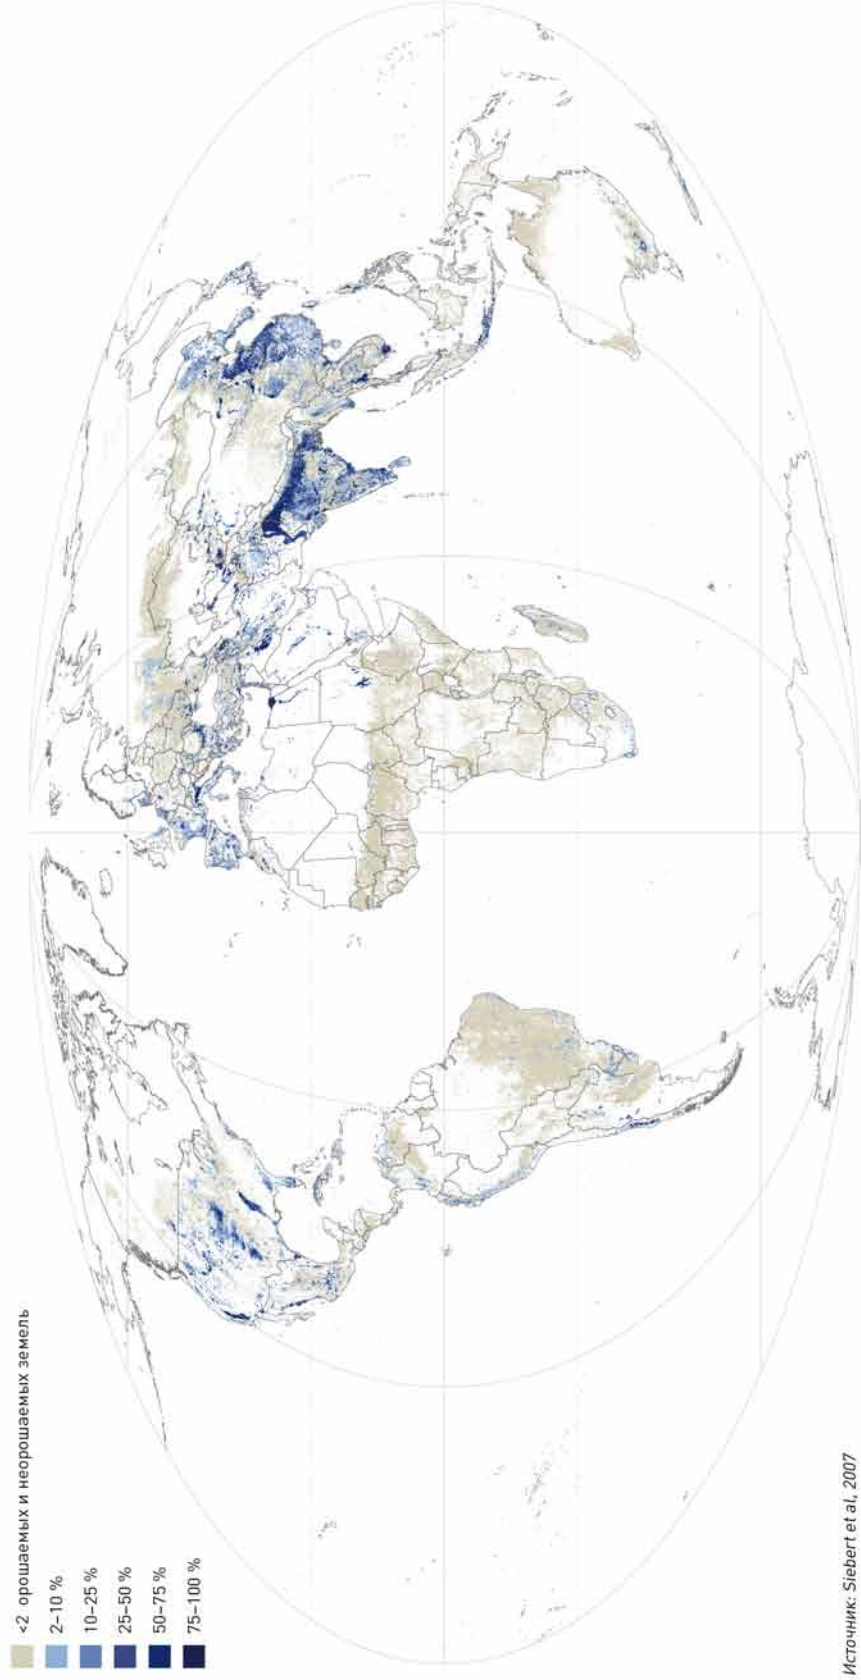 <2 орошаемых и неорошаемых земель
2–10 %
10–25 %
25–50 %
50–75 %
75–100 %
Источник: Siebert et al, 2007